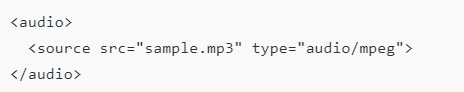 <audio>
  <source src="sample.mp3" type="audio/mpeg">
</audio>